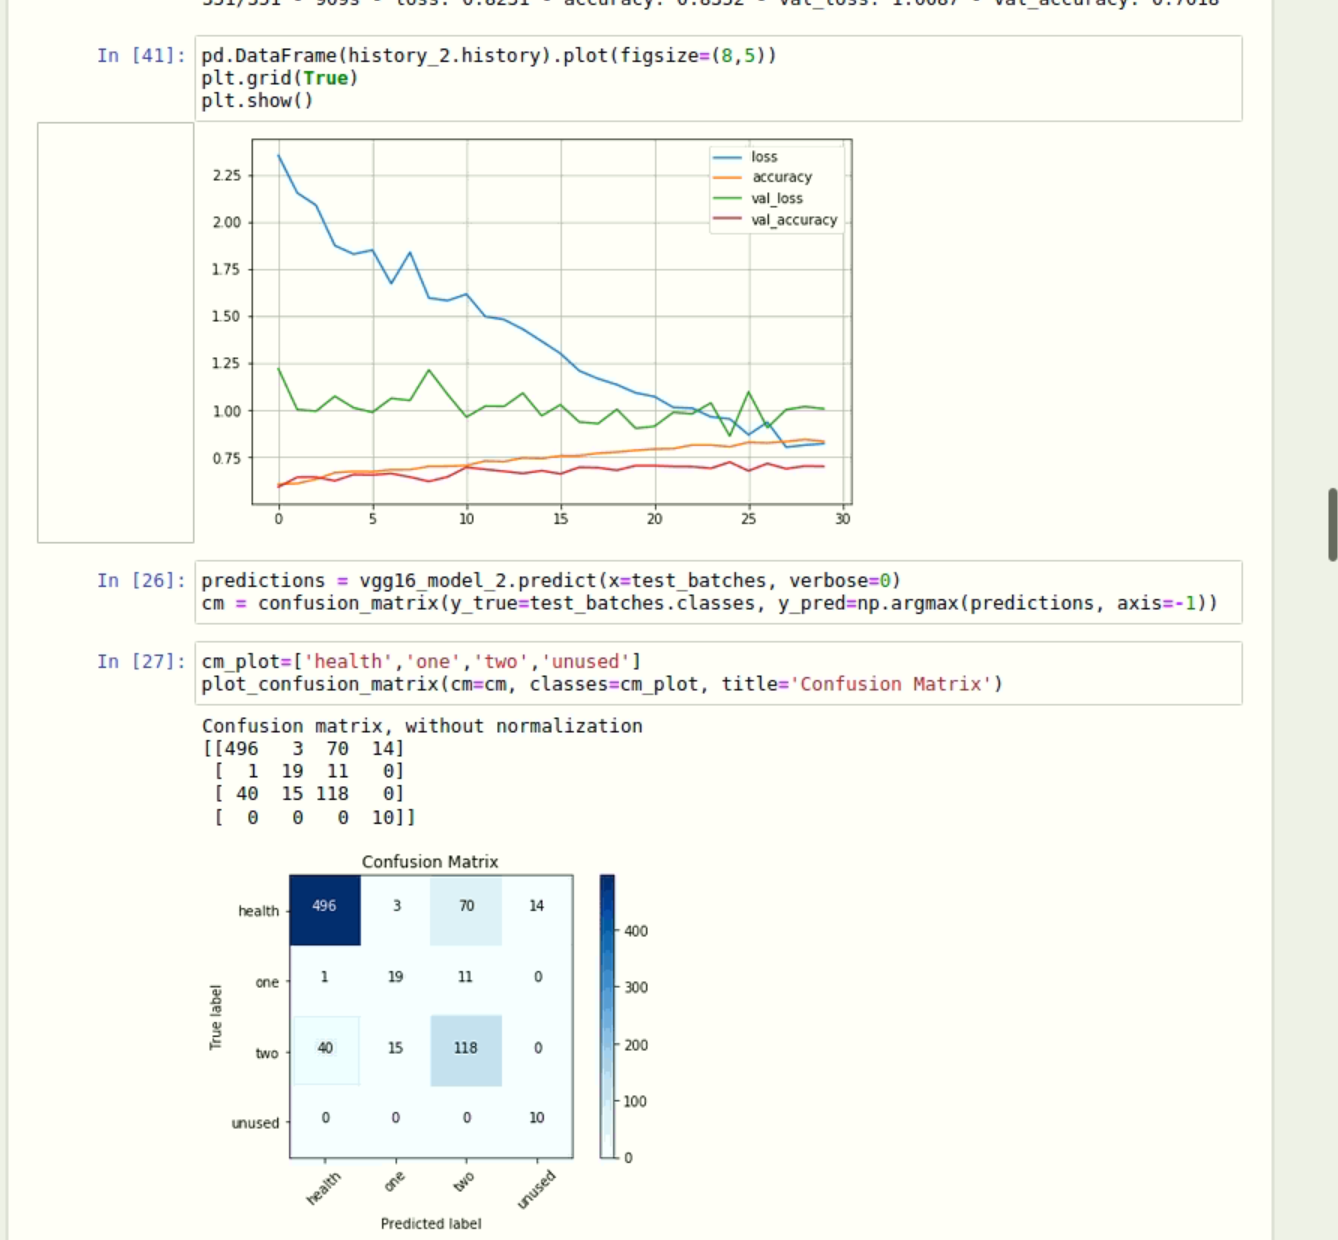 351/351 - 909s - loss: 0.8231 - accuracy: 0.8352 - val_loss: 1.0087 - val_accuracy: 0.7018
In [41]:
pd.DataFrame(history_2.history).plot(figsize=(8,5))
plt.grid(True)
plt.show()
loss
accuracy
val_loss
val_accuracy
2.25
2.00
1.75
1.50
1.25
1.00
0.75
0 5 10 15 20 25 30
In [26]:
predictions = vgg16_model_2.predict(x=test_batches, verbose=0)
cm = confusion_matrix(y_true=test_batches.classes, y_pred=np.argmax(predictions, axis=-1))
In [27]:
cm_plot=['health','one','two','unused']
plot_confusion_matrix(cm=cm, classes=cm_plot, title='Confusion Matrix')
Confusion matrix, without normalization
[[496   3  70  14]
 [  1  19  11   0]
 [ 40  15 118   0]
 [  0   0   0  10]]
Confusion Matrix
True label
health 496 3 70 14
one 1 19 11 0
two 40 15 118 0
unused 0 0 0 10
health one two unused
Predicted label
400
300
200
100
0